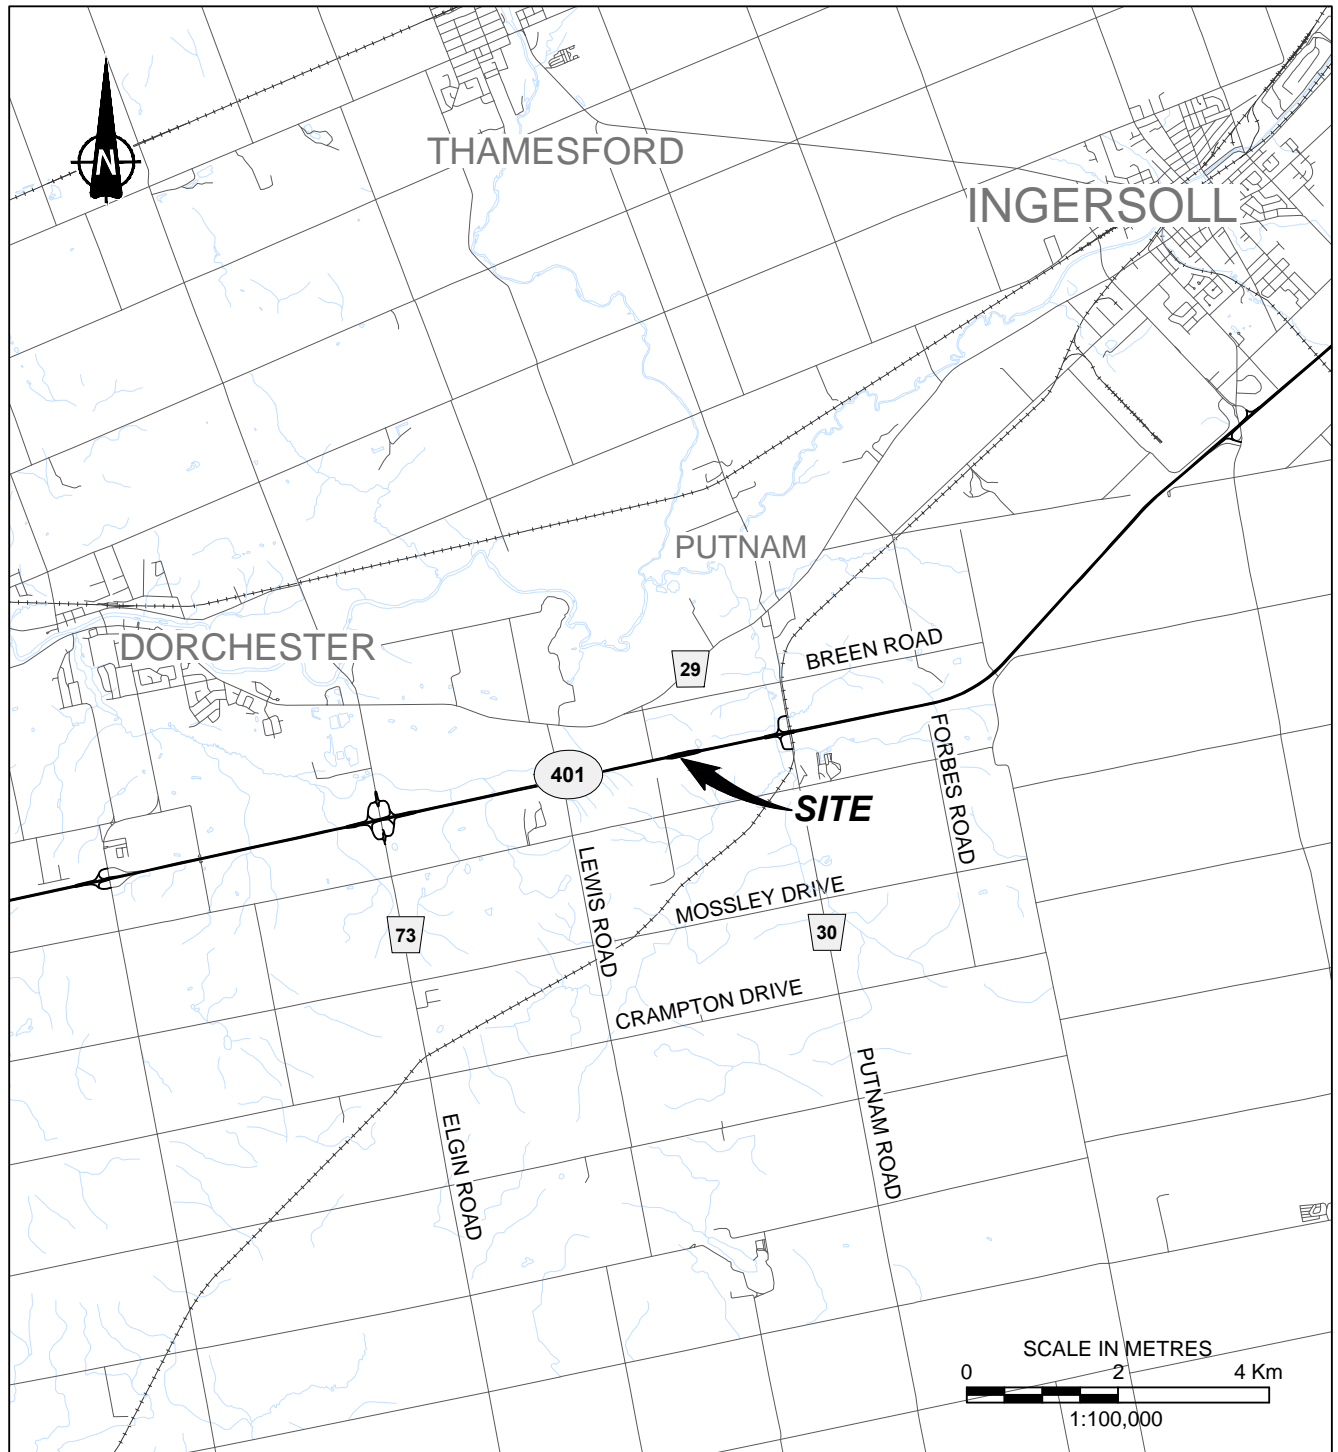 THAMESFORD
N
INGERSOLL
PUTNAM
DORCHESTER
BREEN ROAD
29
FORBES ROAD
401
SITE
LEWIS ROAD
MOSSLEY DRIVE
73
30
CRAMPTON DRIVE
PUTNAM ROAD
ELGIN ROAD
SCALE IN METRES
0 2 4 Km
1:100,000